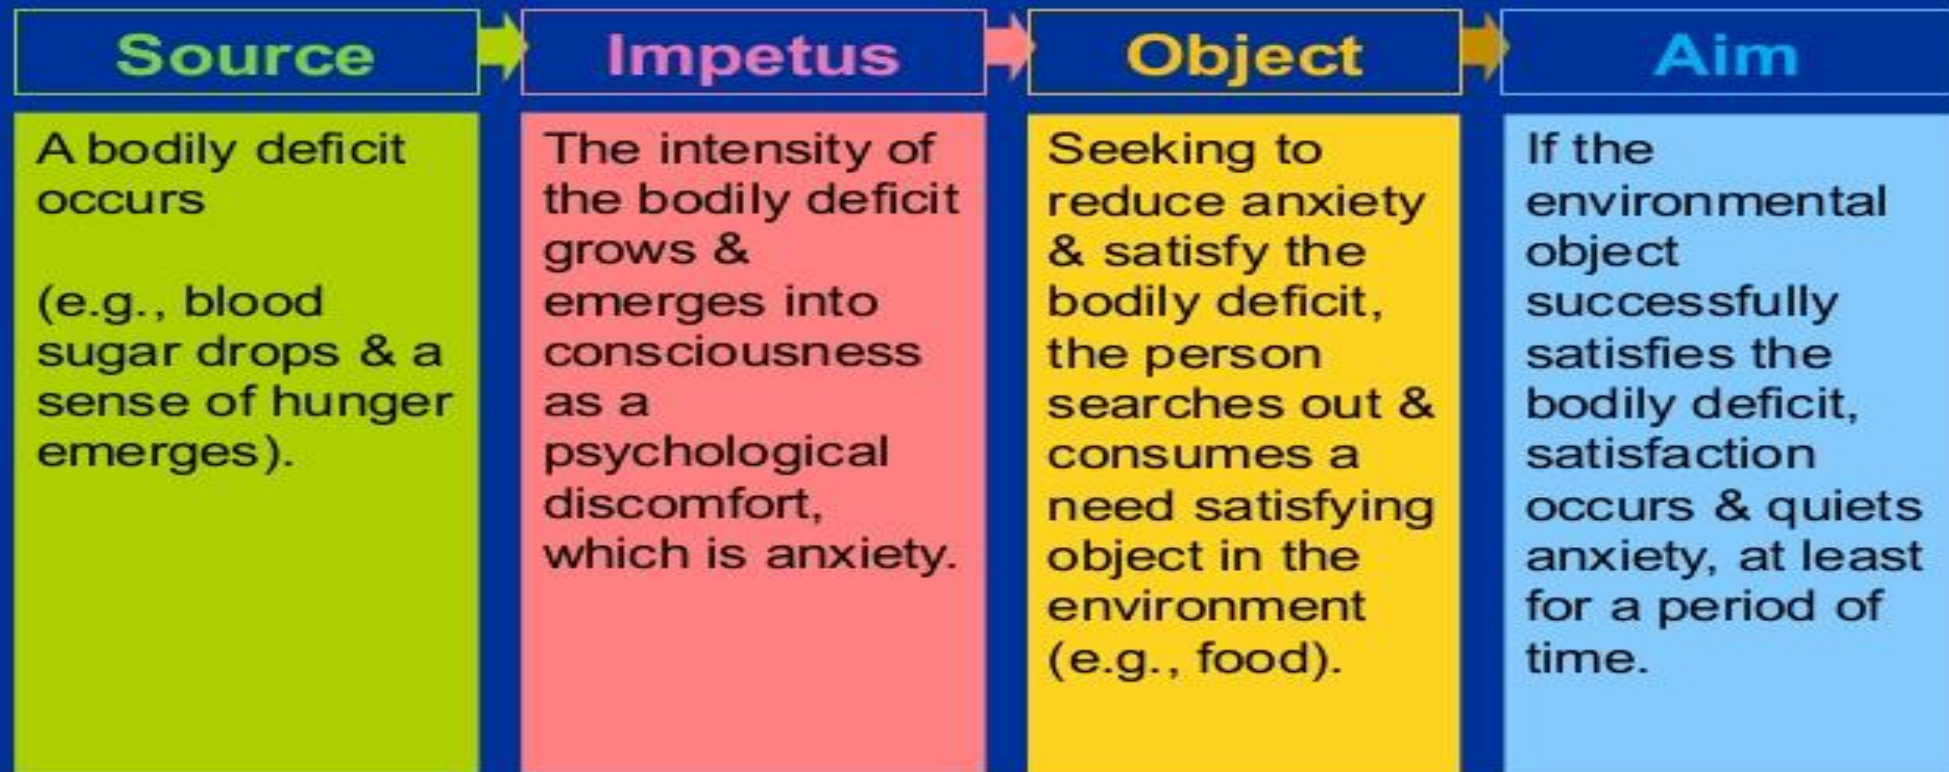 Source
Impetus
Object
Aim
A bodily deficit
occurs
(e.g., blood
sugar drops & a
sense of hunger
emerges).
The intensity of
the bodily deficit
grows &
emerges into
consciousness
as a
psychological
discomfort,
which is anxiety.
Seeking to
reduce anxiety
& satisfy the
bodily deficit,
the person
searches out &
consumes a
need satisfying
object in the
environment
(e.g., food).
If the
environmental
object
successfully
satisfies the
bodily deficit,
satisfaction
occurs & quiets
anxiety, at least
for a period of
time.